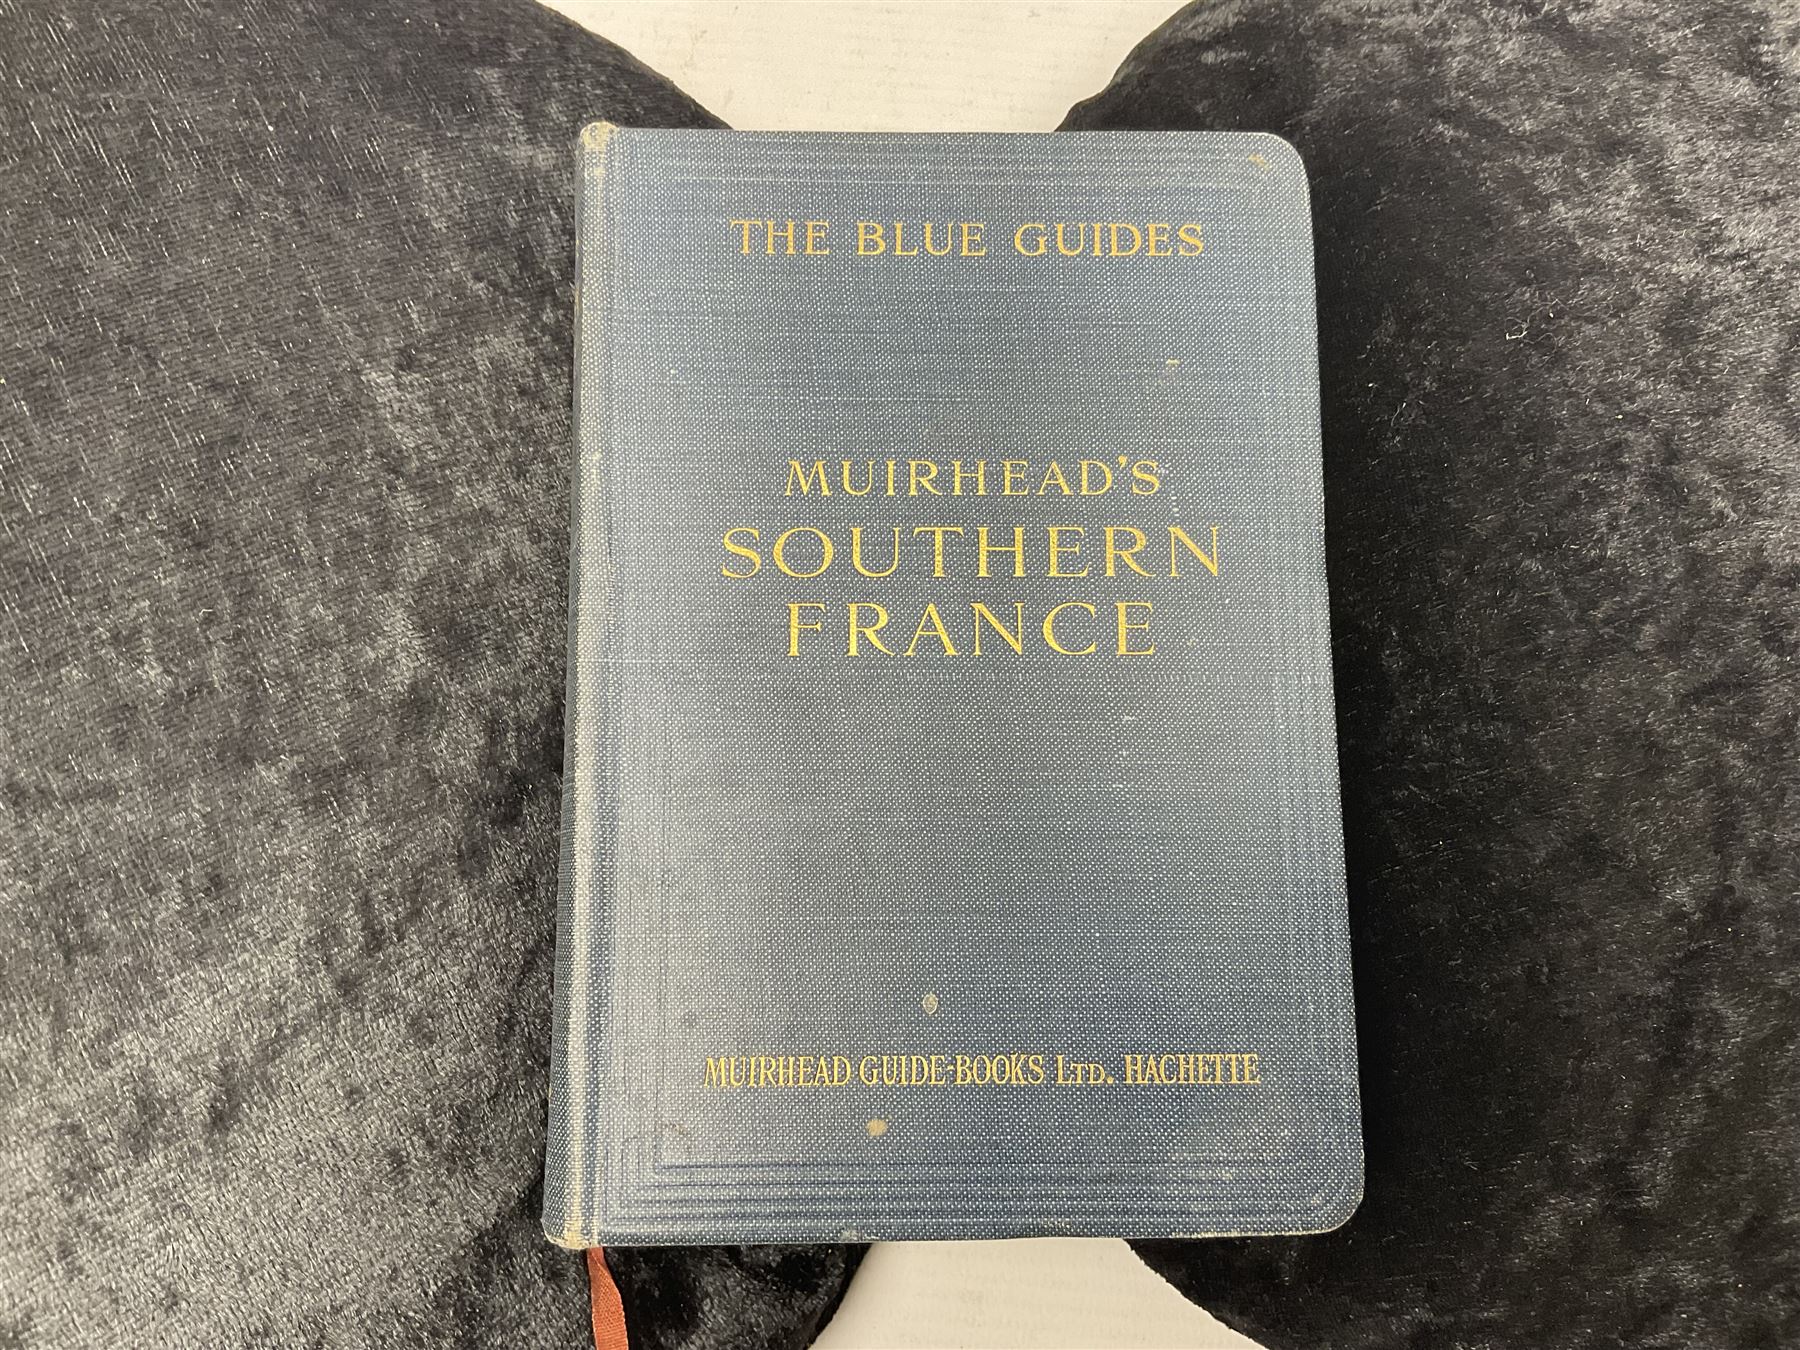 THE BLUE GUIDES
MUIRHEAD'S
SOUTHERN
FRANCE
MUIRHEAD GUIDE-BOOKS LTD. HACHETTE